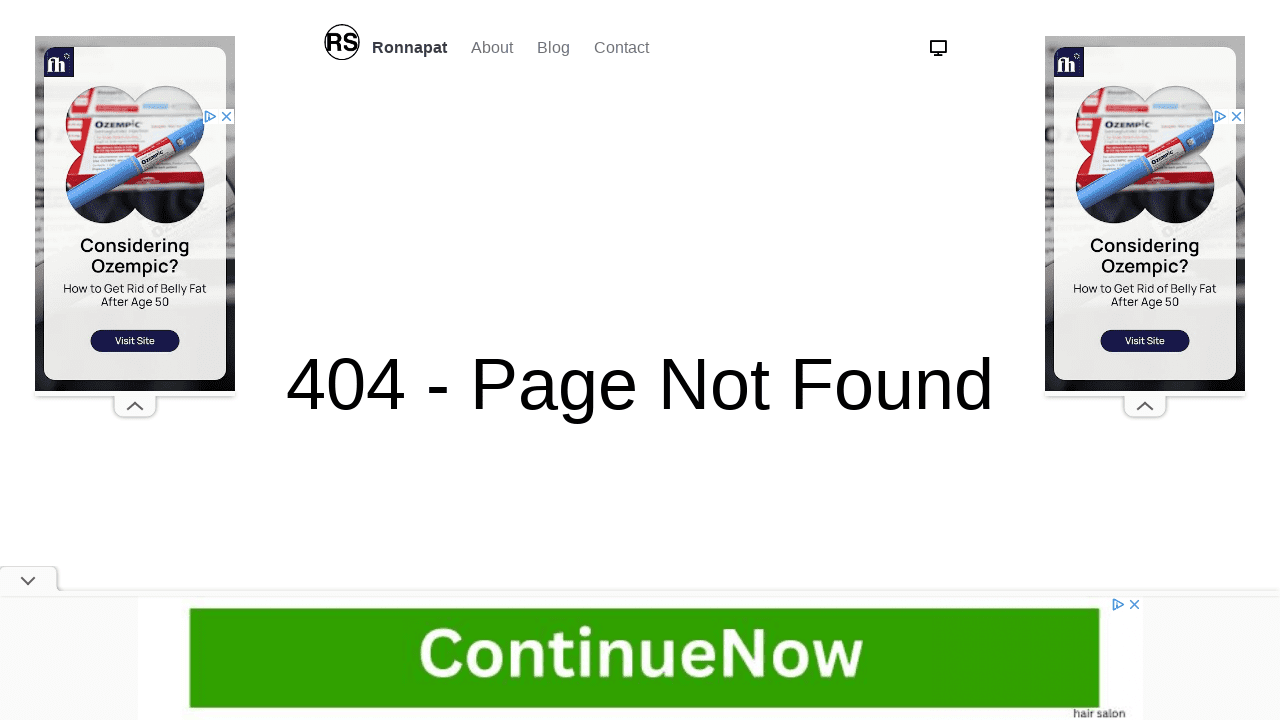 RS Ronnapat About Blog Contact
fh
OZEMPIC
Considering
Ozempic?
How to Get Rid of Belly Fat
After Age 50
Visit Site
fh
OZEMPIC
Considering
Ozempic?
How to Get Rid of Belly Fat
After Age 50
Visit Site
404 - Page Not Found
ContinueNow
hair salon